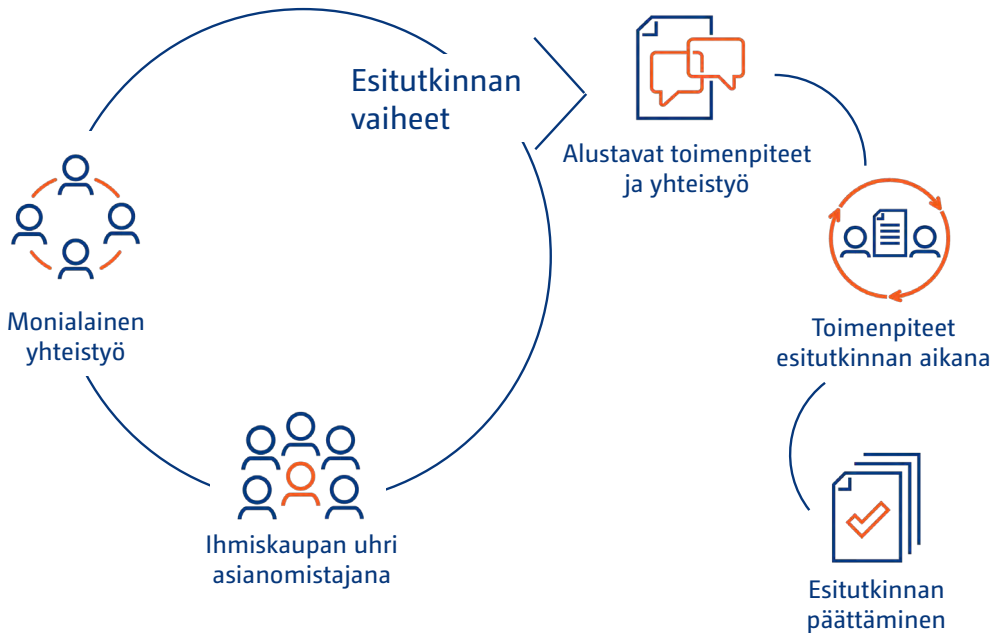 Esitutkinnan
vaiheet
Alustavat toimenpiteet
ja yhteistyö
Monialainen
yhteistyö
Toimenpiteet
esitutkinnan aikana
Ihmiskaupan uhri
asianomistajana
Esitutkinnan
päättäminen